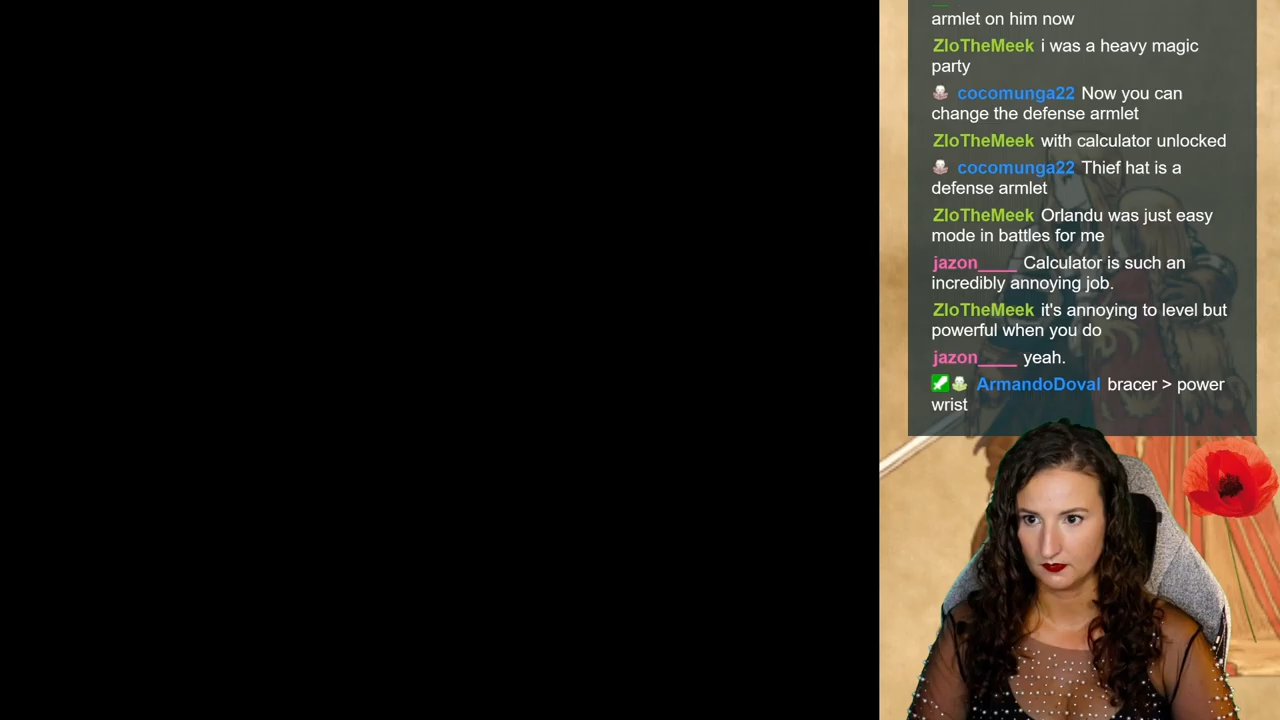 armlet on him now
ZloTheMeek i was a heavy magic
party
cocomunga22 Now you can
change the defense armlet
ZloTheMeek with calculator unlocked
cocomunga22 Thief hat is a
defense armlet
ZloTheMeek Orlandu was just easy
mode in battles for me
jazon____ Calculator is such an
incredibly annoying job.
ZloTheMeek it's annoying to level but
powerful when you do
jazon____ yeah.
ArmandoDoval bracer > power
wrist